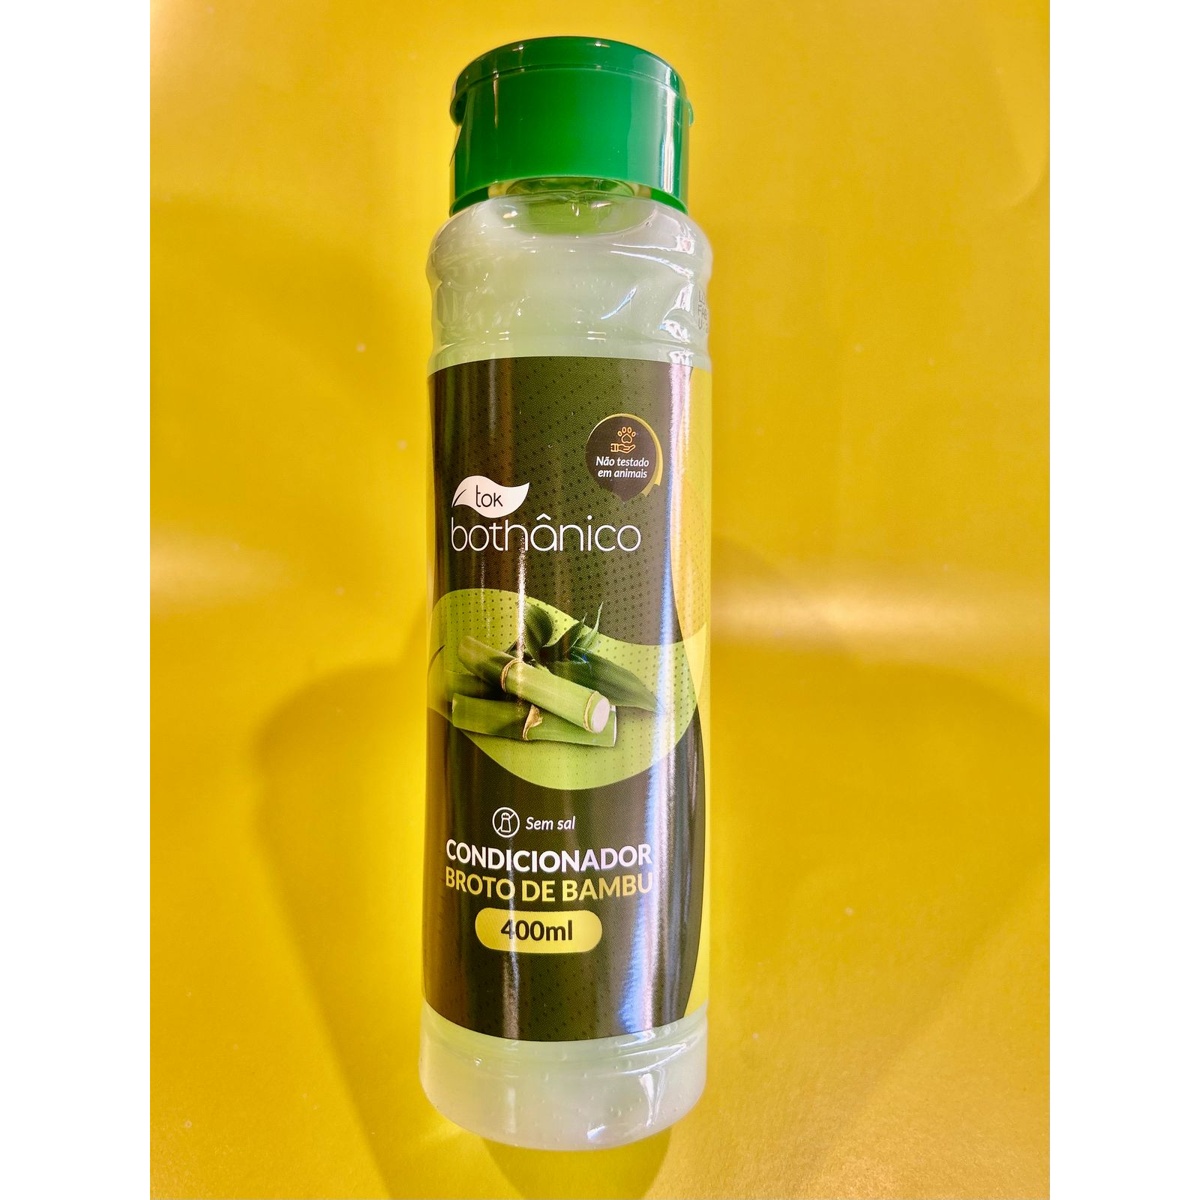 Não testado
em animais
tok
bothânico
Sem sal
CONDICIONADOR
BROTO DE BAMBU
400ml